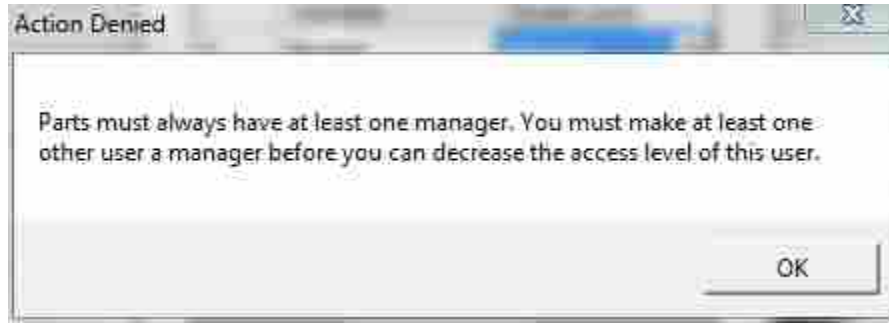 Action Denied
Parts must always have at least one manager. You must make at least one
other user a manager before you can decrease the access level of this user.
OK